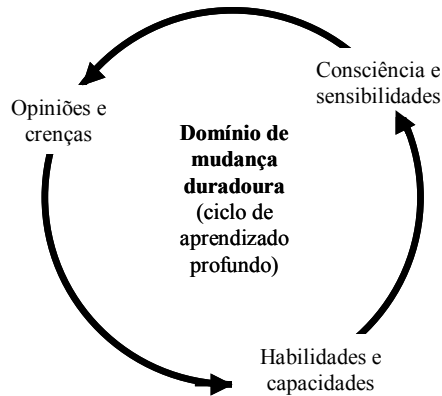 Consciência e
sensibilidades
Opiniões e
crenças
Domínio de
mudança
duradoura
(ciclo de
aprendizado
profundo)
Habilidades e
capacidades